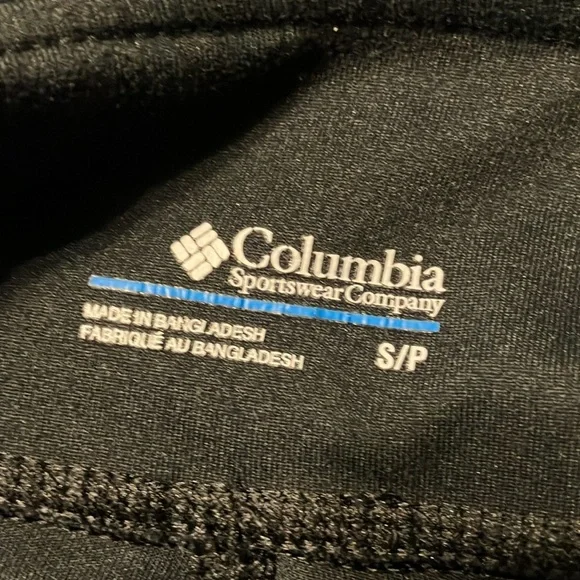 Columbia
Sportswear Company
MADE IN BANGLADESH
FABRIQUÉ AU BANGLADESH
S/P